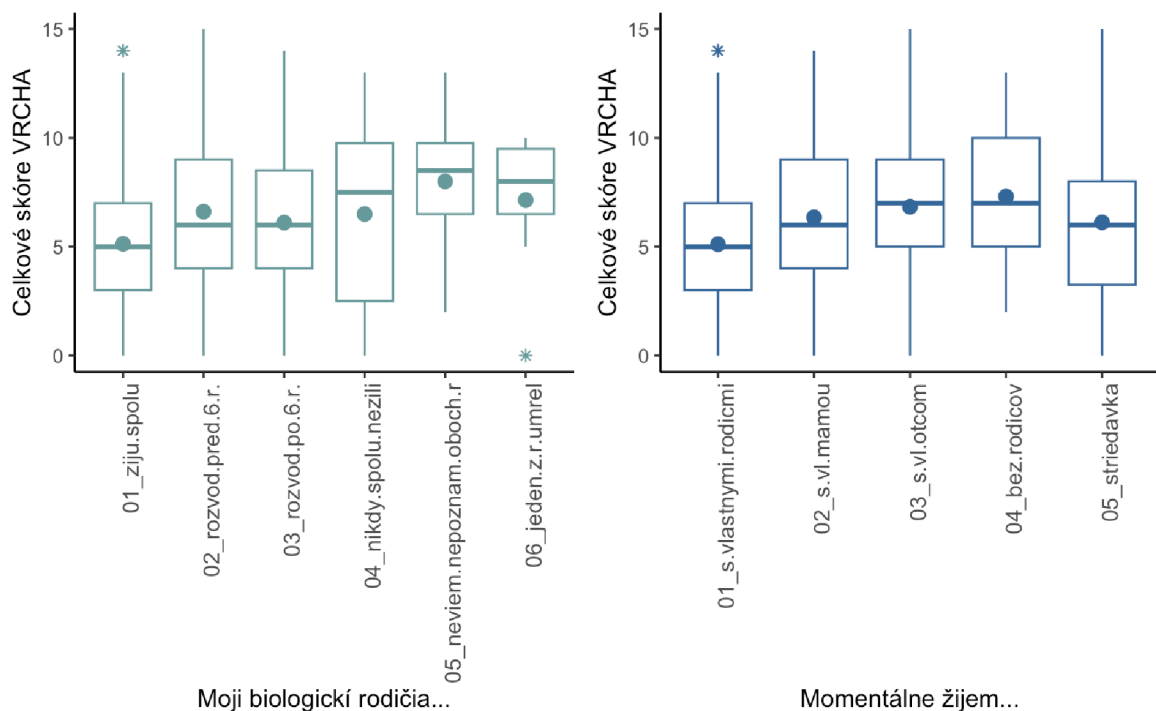 Celkové skóre VRCHA
15
10
5
0
01_ziju.spolu
02_rozvod.pred.6.r.
03_rozvod.po.6.r.
04_nikdy.spolu.nezili
05_neviem.nepoznam.oboch.r
06_jeden.z.r.umrel
Moji biologickí rodičia...
Celkové skóre VRCHA
15
10
5
0
01_s.vlastnymi.rodicmi
02_s.vl.mamou
03_s.vl.otcom
04_bez.rodicov
05_striedavka
Momentálne žijem...